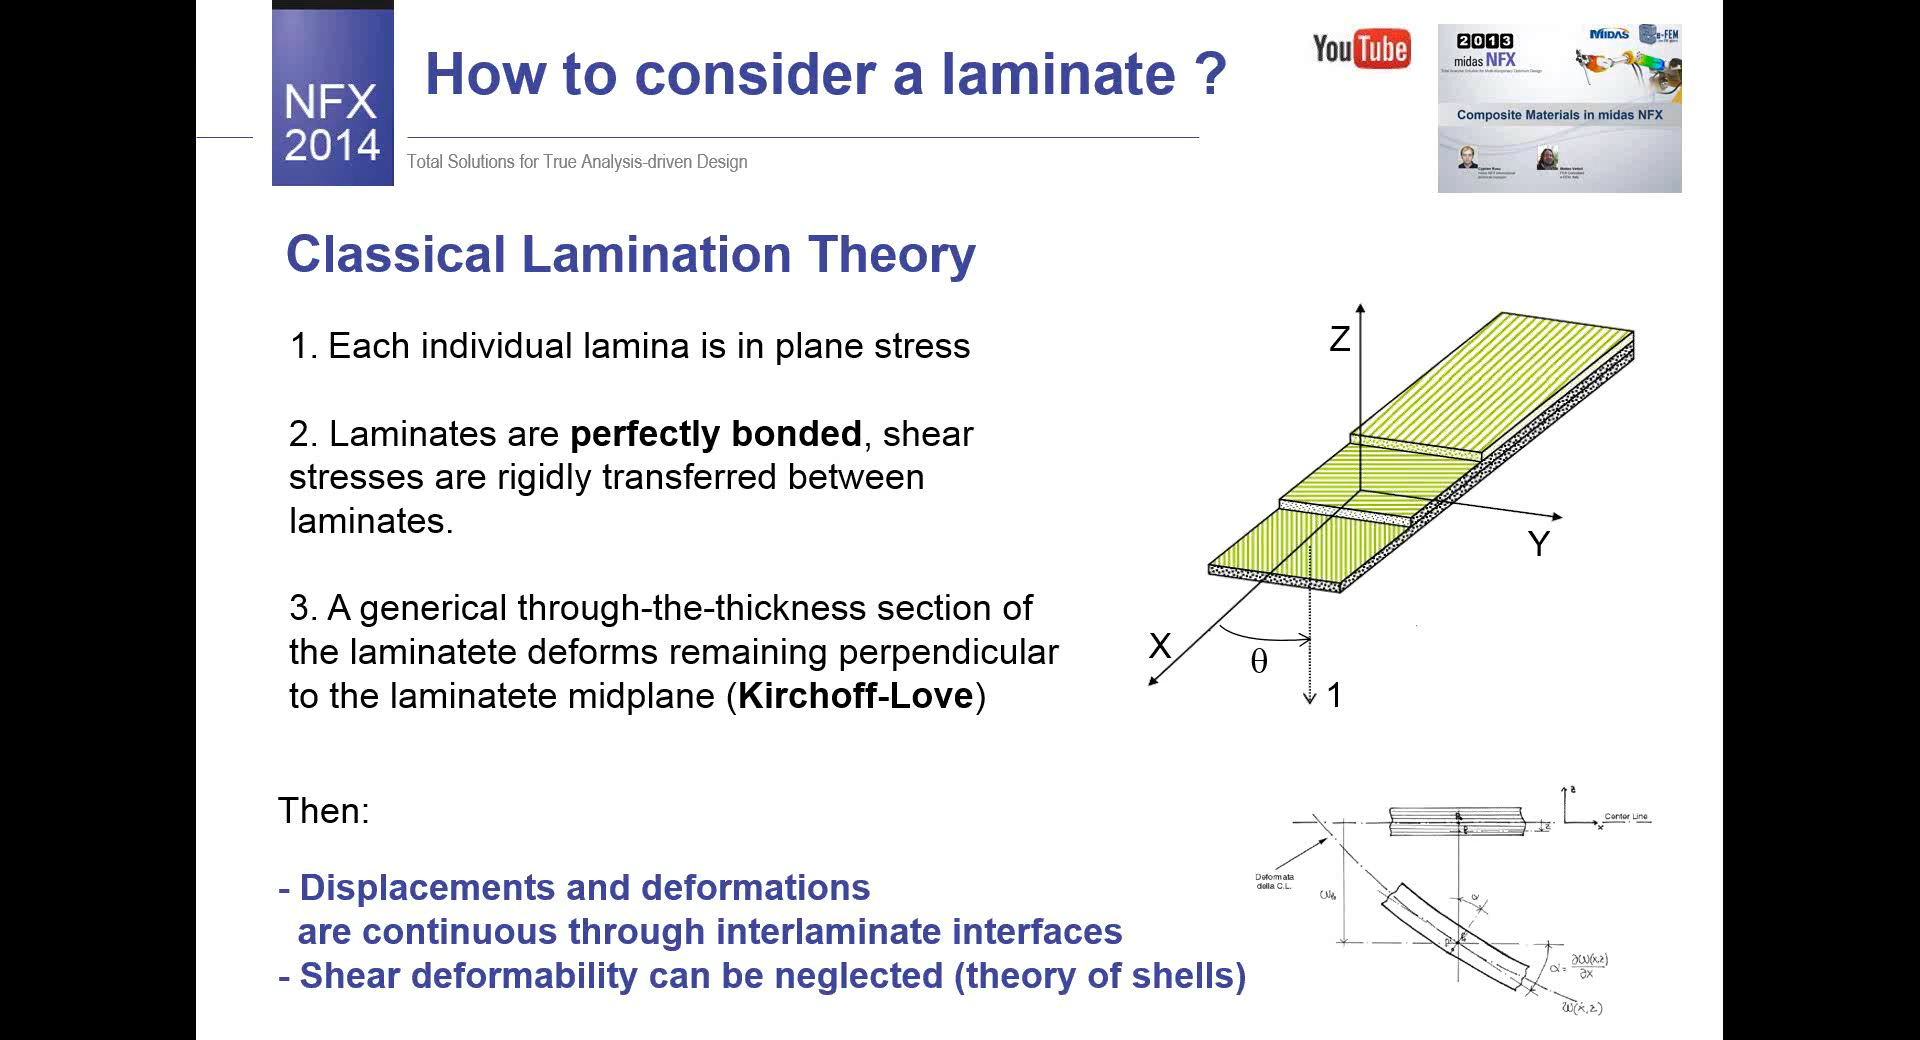 NFX
2014
How to consider a laminate ?
Total Solutions for True Analysis-driven Design
YouTube
2013
midas NFX
MIDAS
e-FEM
Composite Materials in midas NFX
Classical Lamination Theory
1. Each individual lamina is in plane stress
2. Laminates are perfectly bonded, shear
stresses are rigidly transferred between
laminates.
3. A generical through-the-thickness section of
the laminatete deforms remaining perpendicular
to the laminatete midplane (Kirchoff-Love)
Z
Y
X
θ
1
Then:
- Displacements and deformations
are continuous through interlaminate interfaces
- Shear deformability can be neglected (theory of shells)
z
x
Center Line
Deformata
della C.L.
α = ∂W(x,z)
∂x
W(x,z)